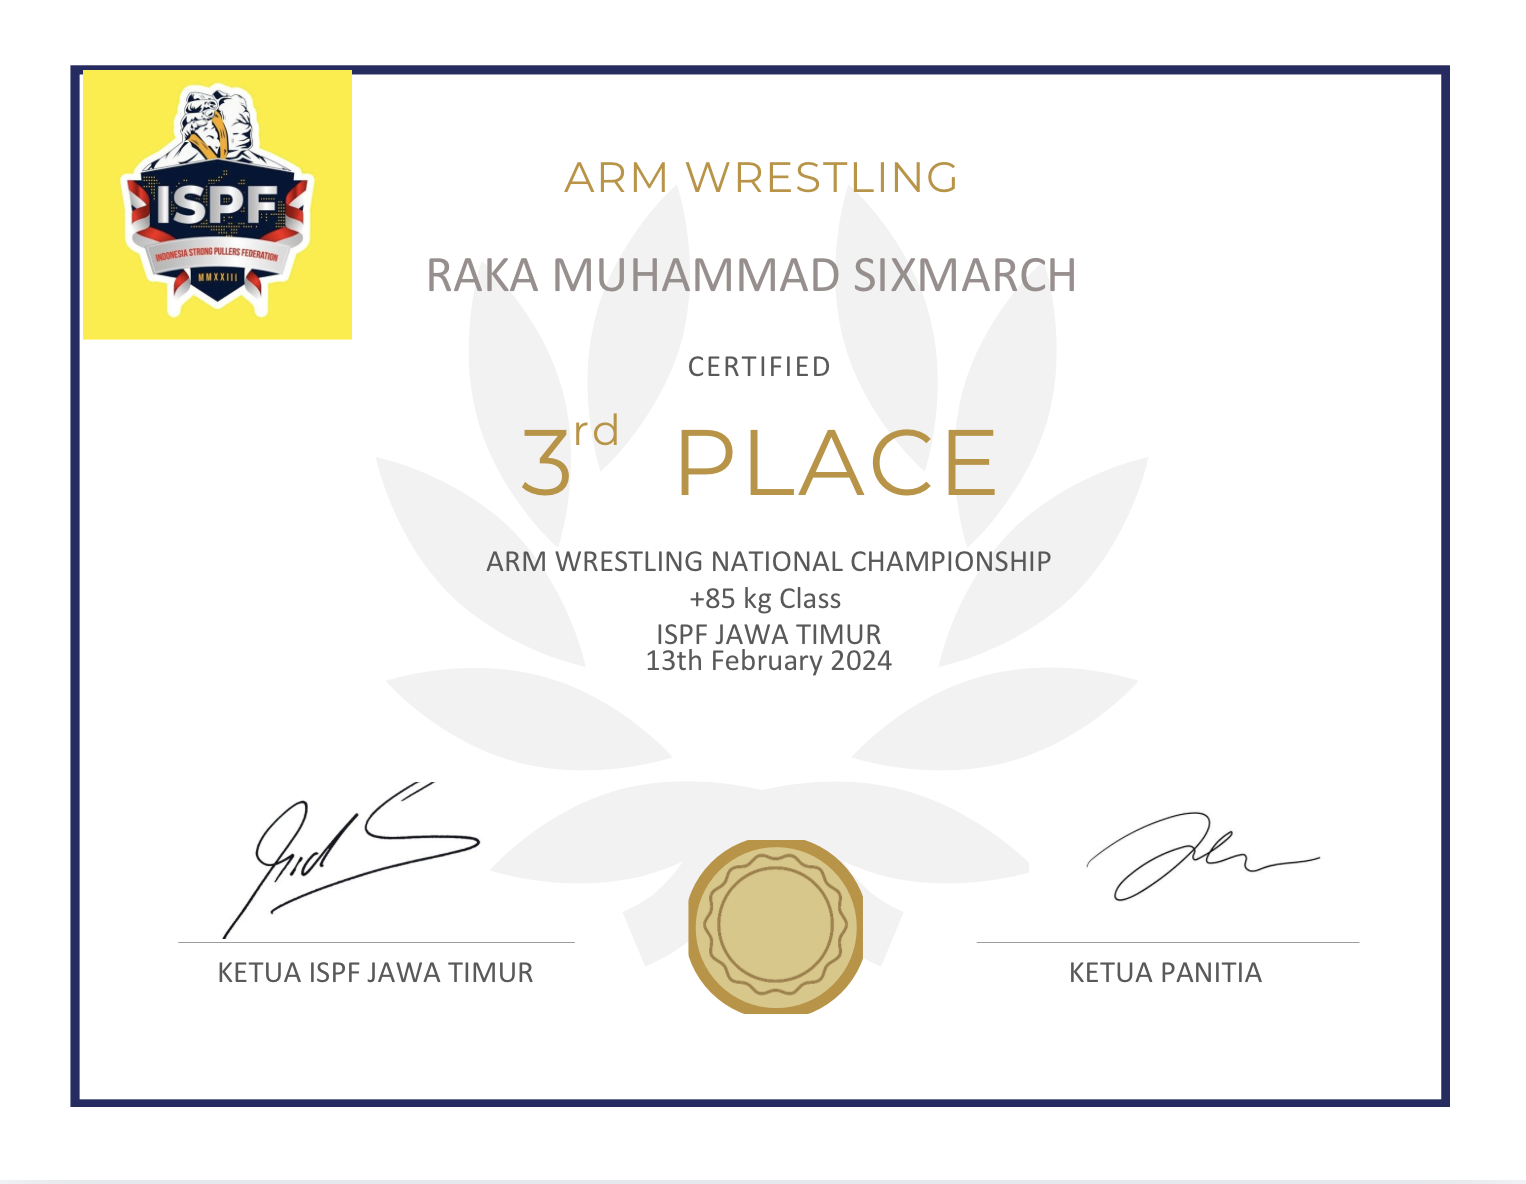 ISPF
INDONESIA STRONG PULLERS FEDERATION
MMXXIII
ARM WRESTLING
RAKA MUHAMMAD SIXMARCH
CERTIFIED
3rd PLACE
ARM WRESTLING NATIONAL CHAMPIONSHIP
+85 kg Class
ISPF JAWA TIMUR
13th February 2024
KETUA ISPF JAWA TIMUR
KETUA PANITIA